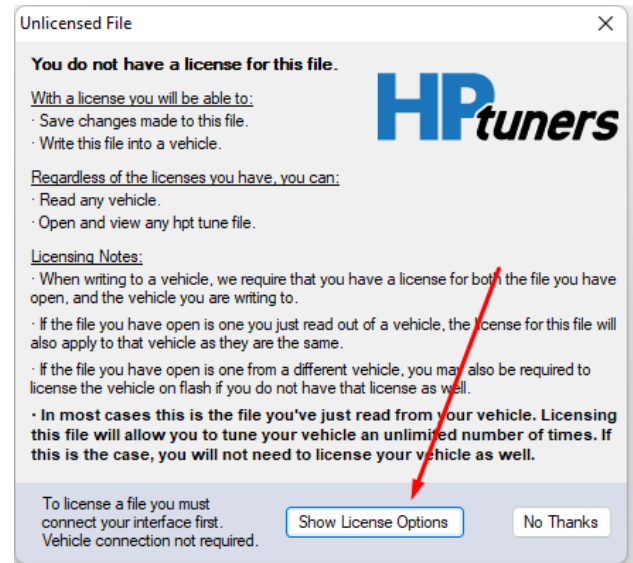 Unlicensed File
You do not have a license for this file.
HPtuners
With a license you will be able to:
· Save changes made to this file.
· Write this file into a vehicle.
Regardless of the licenses you have, you can:
· Read any vehicle.
· Open and view any hpt tune file.
Licensing Notes:
· When writing to a vehicle, we require that you have a license for both the file you have
open, and the vehicle you are writing to.
· If the file you have open is one you just read out of a vehicle, the license for this file will
also apply to that vehicle as they are the same.
· If the file you have open is one from a different vehicle, you may also be required to
license the vehicle on flash if you do not have that license as well.
· In most cases this is the file you've just read from your vehicle. Licensing
this file will allow you to tune your vehicle an unlimited number of times. If
this is the case, you will not need to license your vehicle as well.
To license a file you must
connect your interface first.
Vehicle connection not required.
Show License Options
No Thanks